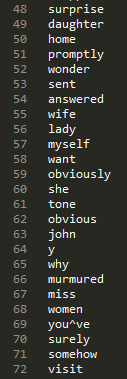 48 surprise
49 daughter
50 home
51 promptly
52 wonder
53 sent
54 answered
55 wife
56 lady
57 myself
58 want
59 obviously
60 she
61 tone
62 obvious
63 john
64 y
65 why
66 murmured
67 miss
68 women
69 you^ve
70 surely
71 somehow
72 visit